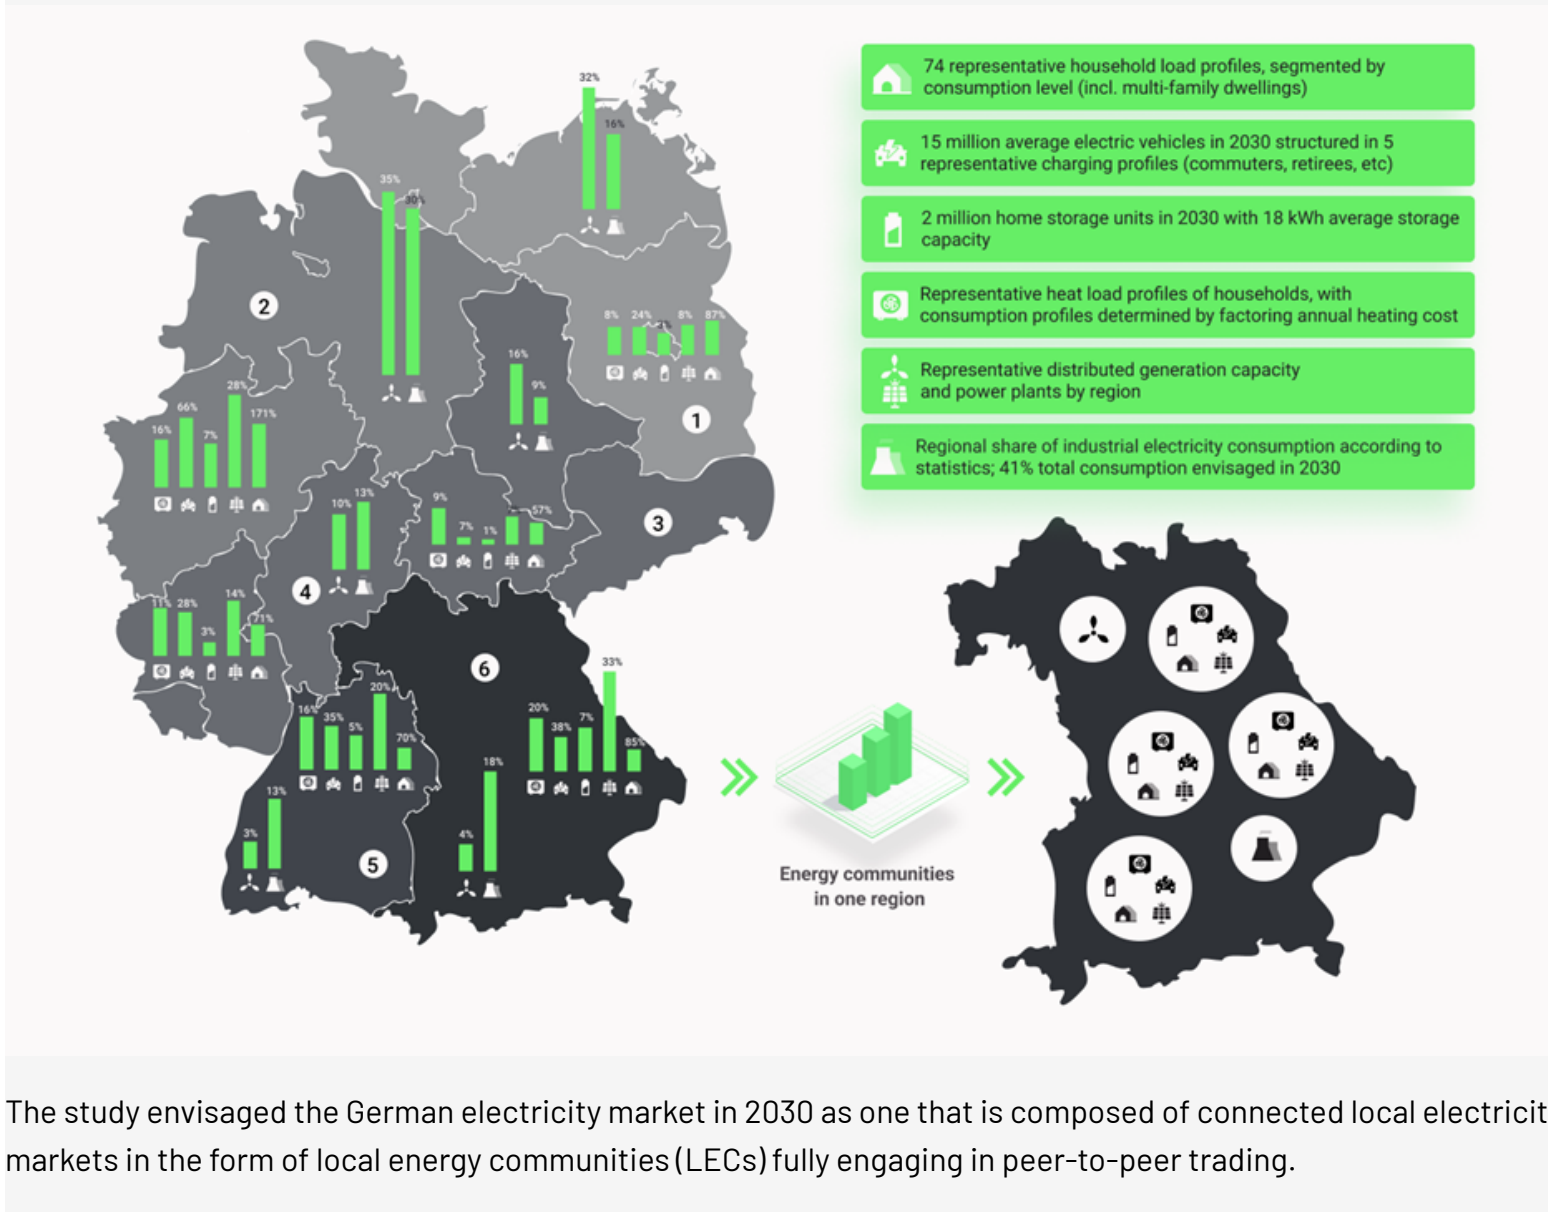 74 representative household load profiles, segmented by
consumption level (incl. multi-family dwellings)
15 million average electric vehicles in 2030 structured in 5
representative charging profiles (commuters, retirees, etc)
2 million home storage units in 2030 with 18 kWh average storage
capacity
Representative heat load profiles of households, with
consumption profiles determined by factoring annual heating cost
Representative distributed generation capacity
and power plants by region
Regional share of industrial electricity consumption according to
statistics; 41% total consumption envisaged in 2030
32%
16%
35%
30%
2
8% 24% 8% 87%
1
16%
9%
16% 66% 7% 28% 171%
10% 13%
9% 7% 1% 57%
3
4
11% 28% 3% 14% 71%
6
16% 35% 5% 20% 70%
20% 38% 7% 33% 85%
3% 13%
5
4% 18%
Energy communities
in one region
The study envisaged the German electricity market in 2030 as one that is composed of connected local electricit
markets in the form of local energy communities (LECs) fully engaging in peer-to-peer trading.